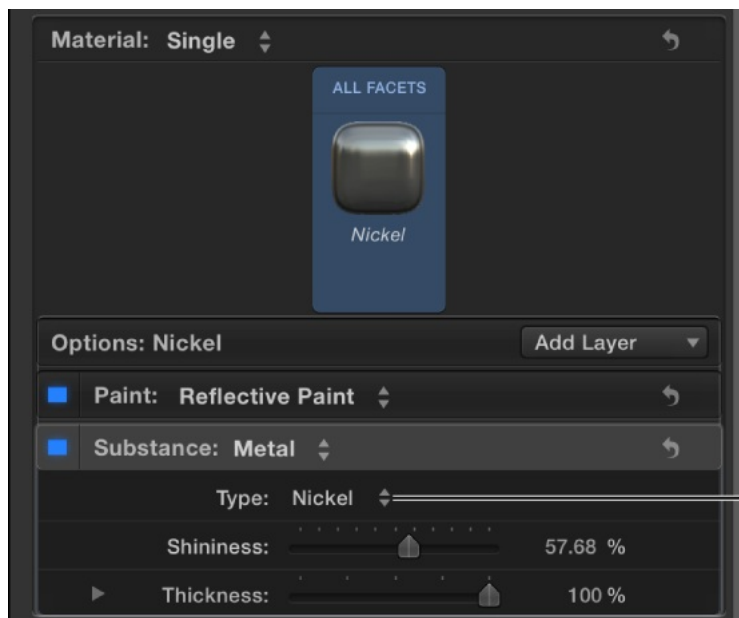 Material: Single
ALL FACETS
Nickel
Options: Nickel Add Layer
Paint: Reflective Paint
Substance: Metal
Type: Nickel
Shininess: 57.68 %
Thickness: 100 %